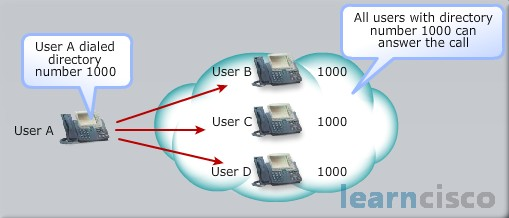 User A dialed
directory
number 1000
All users with directory
number 1000 can
answer the call
User A
User B 1000
User C 1000
User D 1000
learncisco